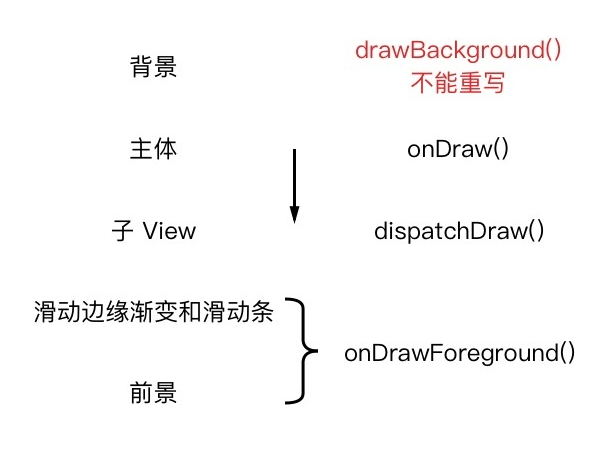 背景
drawBackground()
不能重写
主体
onDraw()
子 View
dispatchDraw()
滑动边缘渐变和滑动条
onDrawForeground()
前景